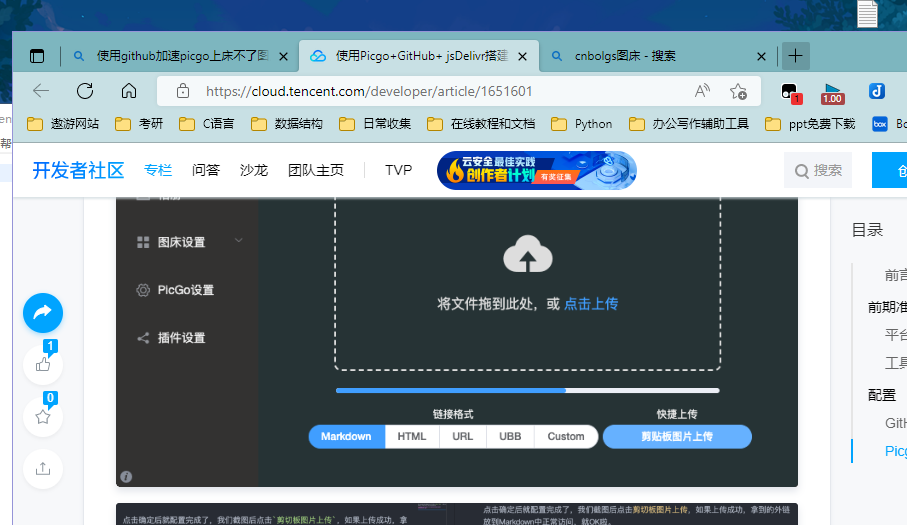 使用github加速picgo上床不了图
使用Picgo+GitHub+ jsDelivr搭建
cnbolgs图床 - 搜索
https://cloud.tencent.com/developer/article/1651601
1
1.00
遨游网站
考研
C语言
数据结构
日常收集
在线教程和文档
Python
办公写作辅助工具
ppt免费下载
box
开发者社区
专栏
问答
沙龙
团队主页
TVP
云安全 最佳实践
创作者计划
有奖征集
搜索
图床设置
PicGo设置
插件设置
将文件拖到此处，或 点击上传
链接格式
快捷上传
Markdown
HTML
URL
UBB
Custom
剪贴板图片上传
1
0
目录
前言
前期准
平台
工具
配置
GitH
Picg
点击确定后就配置完成了，我们截图后点击`剪切板图片上传`，如果上传成功，拿
点击确定后就配置完成了，我们截图后点击剪切板图片上传，如果上传成功，拿到的外链
放到Markdown中正常访问，就OK啦。